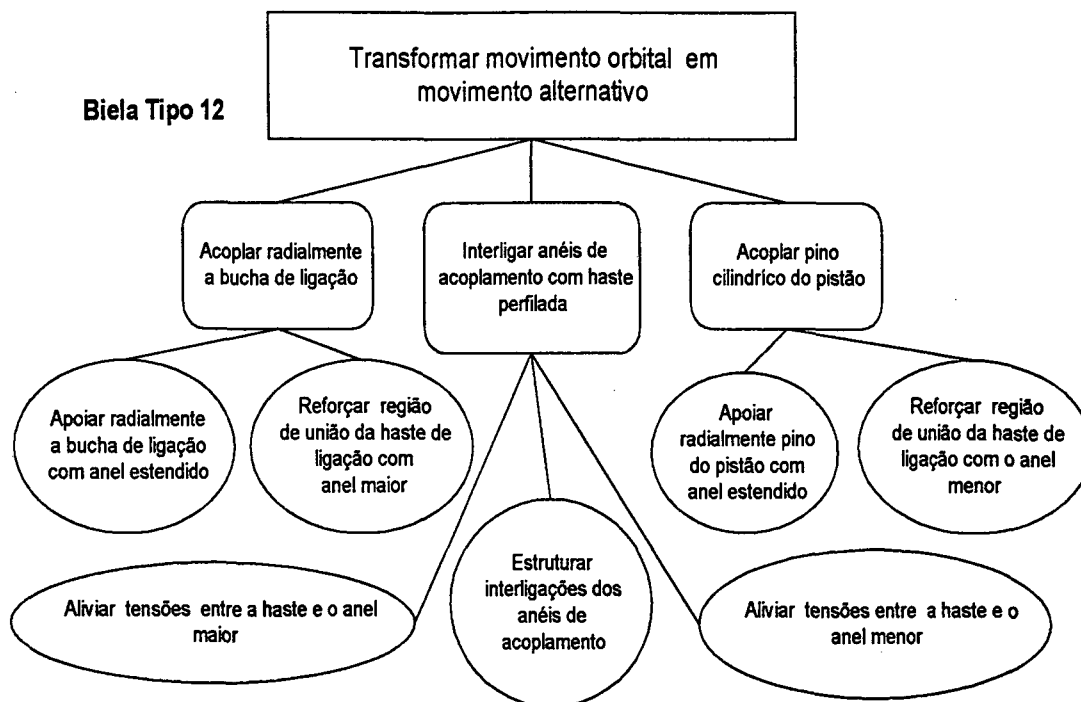 Transformar movimento orbital em
movimento alternativo
Biela Tipo 12
Acoplar radialmente
a bucha de ligação
Interligar anéis de
acoplamento com haste
perfilada
Acoplar pino
cilindríco do pistão
Apoiar radialmente
a bucha de ligação
com anel estendido
Reforçar região
de união da haste de
ligação com
anel maior
Apoiar
radialmente pino
do pistão com
anel estendido
Reforçar região
de união da haste de
ligação com o anel
menor
Aliviar tensões entre a haste e o anel
maior
Estruturar
interligações dos
anéis de
acoplamento
Aliviar tensões entre a haste e o
anel menor